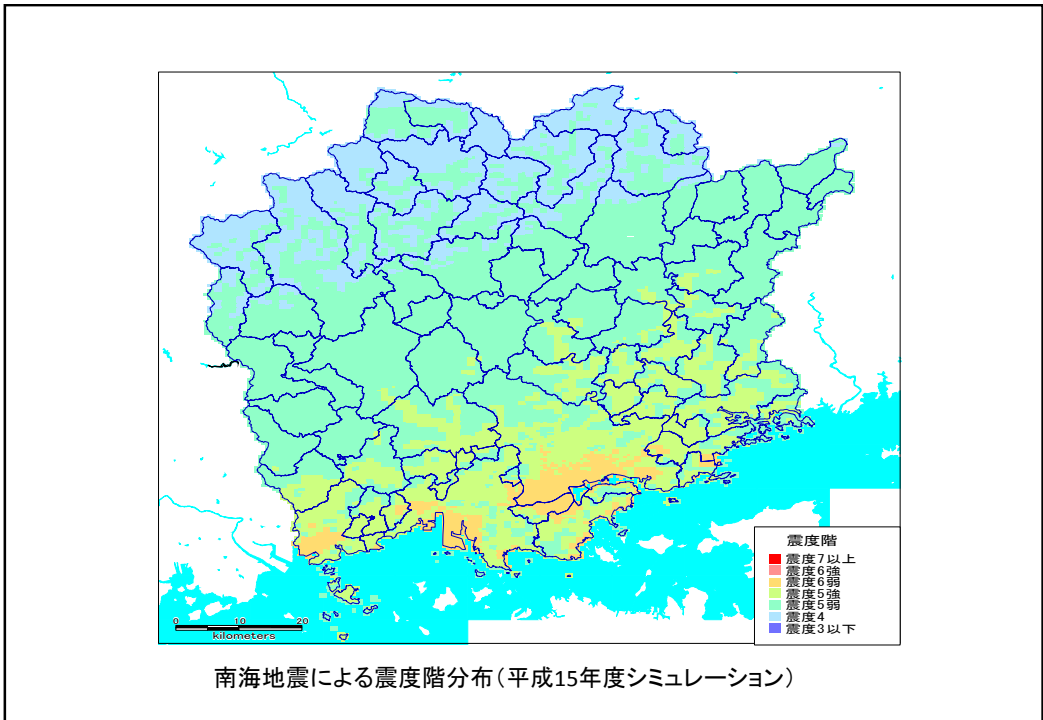 震度階
震度7以上
震度6強
震度6弱
震度5強
震度5弱
震度4
震度3以下
0 10 20
kilometers
南海地震による震度階分布(平成15年度シミュレーション)